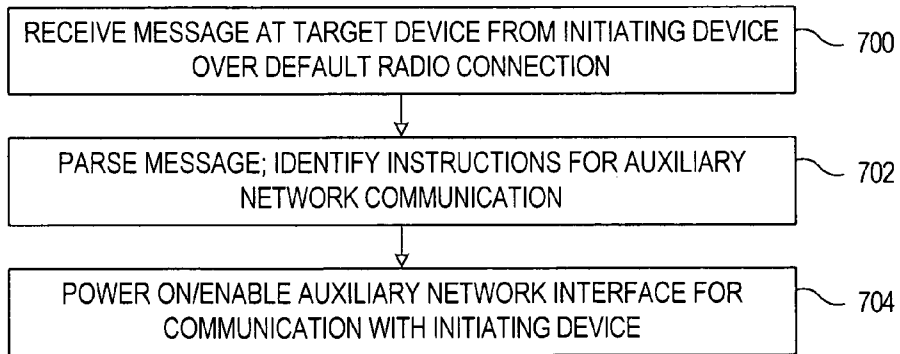 RECEIVE MESSAGE AT TARGET DEVICE FROM INITIATING DEVICE
OVER DEFAULT RADIO CONNECTION
700
PARSE MESSAGE; IDENTIFY INSTRUCTIONS FOR AUXILIARY
NETWORK COMMUNICATION
702
POWER ON/ENABLE AUXILIARY NETWORK INTERFACE FOR
COMMUNICATION WITH INITIATING DEVICE
704